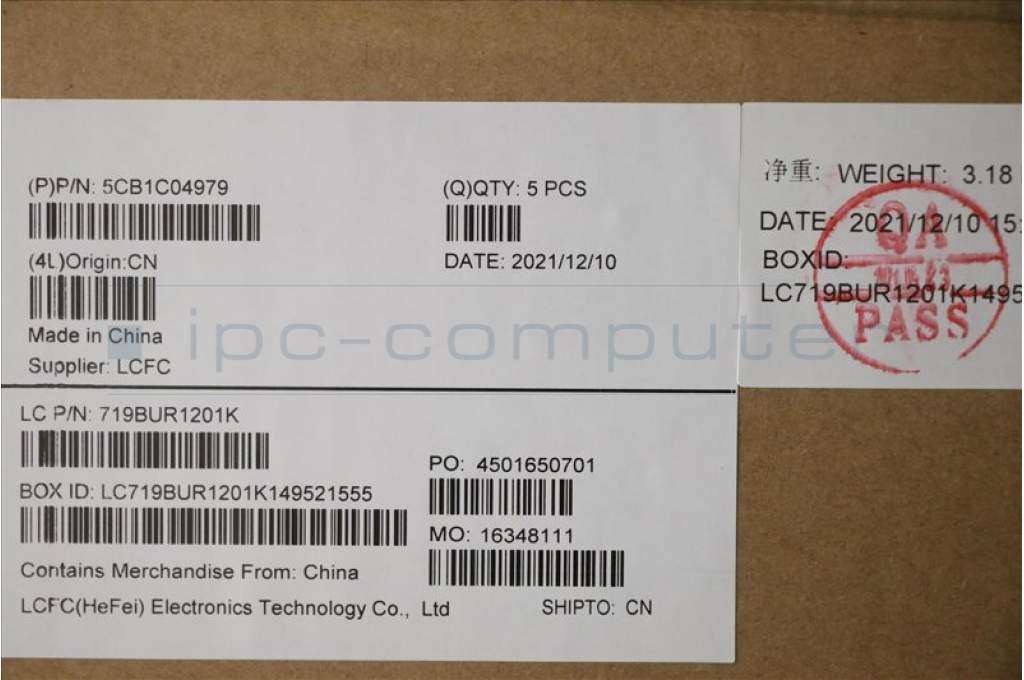 (P)P/N: 5CB1C04979
(Q)QTY: 5 PCS
(4L)Origin:CN
DATE: 2021/12/10
Made in China
Supplier: LCFC
净重: WEIGHT: 3.18
DATE: 2021/12/10 15:
BOXID:
LC719BUR1201K1495
QA
PASS
ipc-compute
LC P/N: 719BUR1201K
PO: 4501650701
BOX ID: LC719BUR1201K149521555
MO: 16348111
Contains Merchandise From: China
LCFC(HeFei) Electronics Technology Co., Ltd
SHIPTO: CN